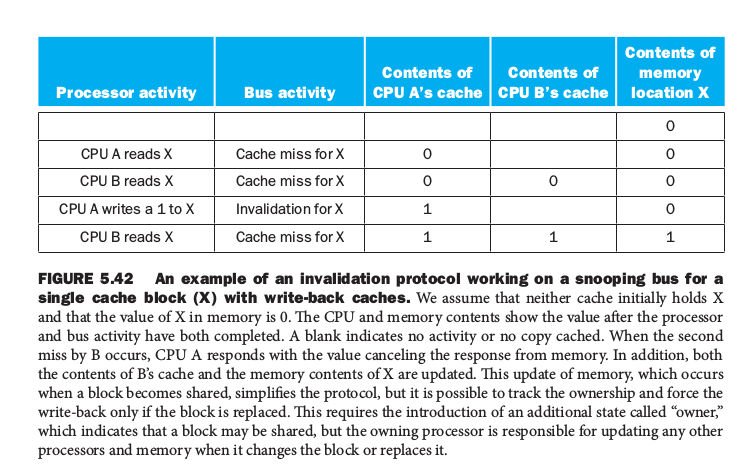 Processor activity Bus activity Contents of CPU A's cache Contents of CPU B's cache Contents of memory location X
0
CPU A reads X Cache miss for X 0 0
CPU B reads X Cache miss for X 0 0 0
CPU A writes a 1 to X Invalidation for X 1 0
CPU B reads X Cache miss for X 1 1 1
FIGURE 5.42 An example of an invalidation protocol working on a snooping bus for a
single cache block (X) with write-back caches. We assume that neither cache initially holds X
and that the value of X in memory is 0. The CPU and memory contents show the value after the processor
and bus activity have both completed. A blank indicates no activity or no copy cached. When the second
miss by B occurs, CPU A responds with the value canceling the response from memory. In addition, both
the contents of B's cache and the memory contents of X are updated. This update of memory, which occurs
when a block becomes shared, simplifies the protocol, but it is possible to track the ownership and force the
write-back only if the block is replaced. This requires the introduction of an additional state called “owner,”
which indicates that a block may be shared, but the owning processor is responsible for updating any other
processors and memory when it changes the block or replaces it.